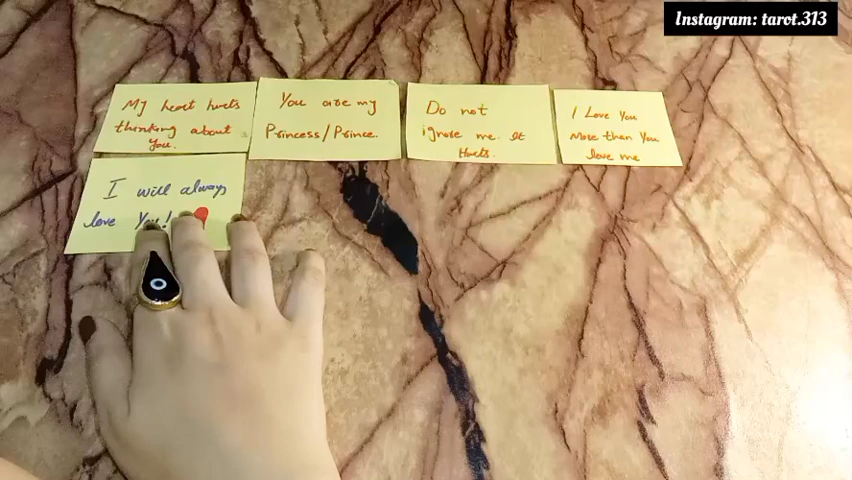 Instagram: tarot.313
My heart hurts
thinking about
you.
You are my
Princess/Prince.
Do not
ignore me. It
Hurts.
I Love You
More than You
love me
I will always
love You!